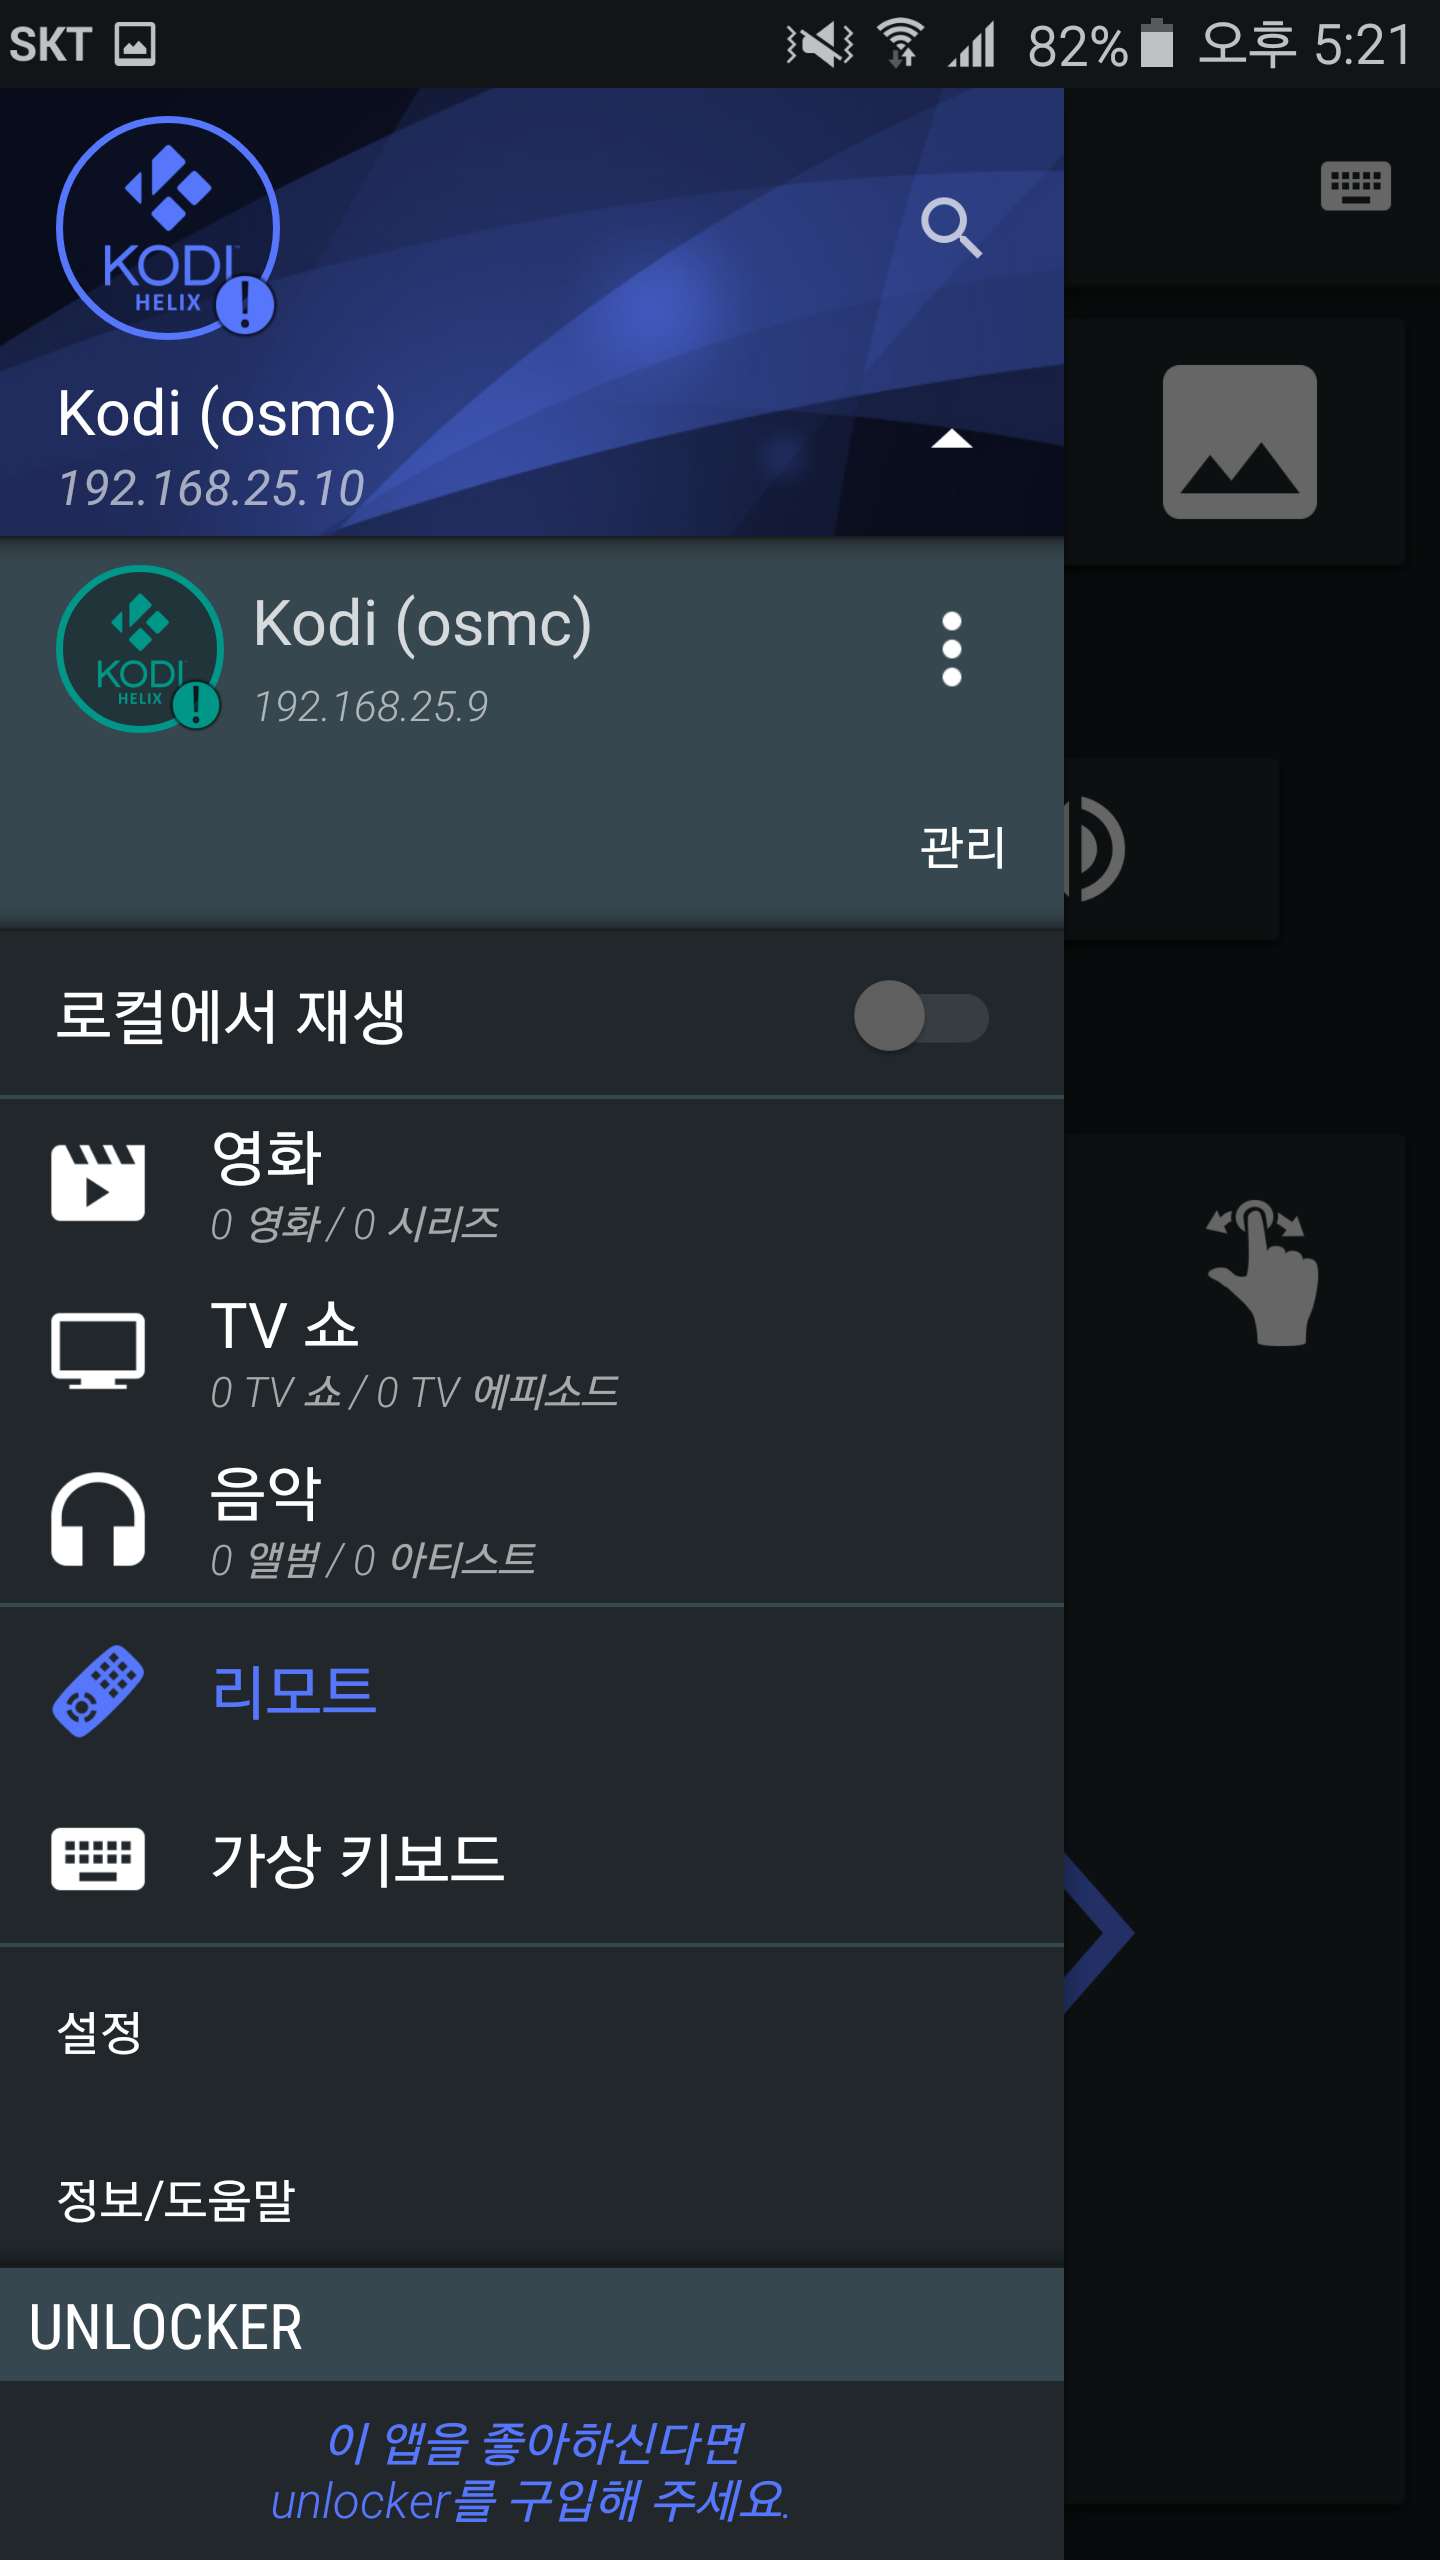 SKT 82% 오후 5:21
KODI
HELIX
Kodi (osmc)
192.168.25.10
KODI
HELIX
Kodi (osmc)
192.168.25.9
관리
로컬에서 재생
영화
0 영화 / 0 시리즈
TV 쇼
0 TV 쇼 / 0 TV 에피소드
음악
0 앨범 / 0 아티스트
리모트
가상 키보드
설정
정보/도움말
UNLOCKER
이 앱을 좋아하신다면
unlocker를 구입해 주세요.